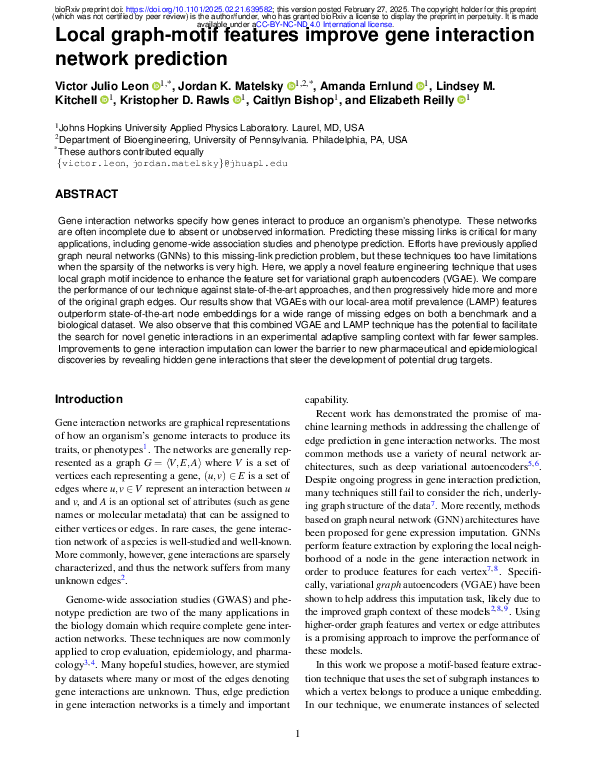 bioRxiv preprint doi: https://doi.org/10.1101/2025.02.21.639582; this version posted February 27, 2025. The copyright holder for this preprint
(which was not certified by peer review) is the author/funder, who has granted bioRxiv a license to display the preprint in perpetuity. It is made
available under aCC-BY-NC-ND 4.0 International license.
Local graph-motif features improve gene interaction
network prediction
Victor Julio Leon 1,*, Jordan K. Matelsky 1,2,*, Amanda Ernlund 1, Lindsey M.
Kitchell 1, Kristopher D. Rawls 1, Caitlyn Bishop1, and Elizabeth Reilly 1
1Johns Hopkins University Applied Physics Laboratory. Laurel, MD, USA
2Department of Bioengineering, University of Pennsylvania. Philadelphia, PA, USA
*These authors contributed equally
{victor.leon, jordan.matelsky}@jhuapl.edu
ABSTRACT
Gene interaction networks specify how genes interact to produce an organism's phenotype. These networks
are often incomplete due to absent or unobserved information. Predicting these missing links is critical for many
applications, including genome-wide association studies and phenotype prediction. Efforts have previously applied
graph neural networks (GNNs) to this missing-link prediction problem, but these techniques too have limitations
when the sparsity of the networks is very high. Here, we apply a novel feature engineering technique that uses
local graph motif incidence to enhance the feature set for variational graph autoencoders (VGAE). We compare
the performance of our technique against state-of-the-art approaches, and then progressively hide more and more
of the original graph edges. Our results show that VGAEs with our local-area motif prevalence (LAMP) features
outperform state-of-the-art node embeddings for a wide range of missing edges on both a benchmark and a
biological dataset. We also observe that this combined VGAE and LAMP technique has the potential to facilitate
the search for novel genetic interactions in an experimental adaptive sampling context with far fewer samples.
Improvements to gene interaction imputation can lower the barrier to new pharmaceutical and epidemiological
discoveries by revealing hidden gene interactions that steer the development of potential drug targets.
Introduction
Gene interaction networks are graphical representations
of how an organism's genome interacts to produce its
traits, or phenotypes1. The networks are generally rep-
resented as a graph G = ⟨V,E,A⟩ where V is a set of
vertices each representing a gene, (u,v) ∈ E is a set of
edges where u,v ∈ V represent an interaction between u
and v, and A is an optional set of attributes (such as gene
names or molecular metadata) that can be assigned to
either vertices or edges. In rare cases, the gene interac-
tion network of a species is well-studied and well-known.
More commonly, however, gene interactions are sparsely
characterized, and thus the network suffers from many
unknown edges2.
Genome-wide association studies (GWAS) and phe-
notype prediction are two of the many applications in
the biology domain which require complete gene inter-
action networks. These techniques are now commonly
applied to crop evaluation, epidemiology, and pharma-
cology3,4. Many hopeful studies, however, are stymied
by datasets where many or most of the edges denoting
gene interactions are unknown. Thus, edge prediction
in gene interaction networks is a timely and important
capability.
Recent work has demonstrated the promise of ma-
chine learning methods in addressing the challenge of
edge prediction in gene interaction networks. The most
common methods use a variety of neural network ar-
chitectures, such as deep variational autoencoders5,6.
Despite ongoing progress in gene interaction prediction,
many techniques still fail to consider the rich, underly-
ing graph structure of the data7. More recently, methods
based on graph neural network (GNN) architectures have
been proposed for gene expression imputation. GNNs
perform feature extraction by exploring the local neigh-
borhood of a node in the gene interaction network in
order to produce features for each vertex7,8. Specifi-
cally, variational graph autoencoders (VGAE) have been
shown to help address this imputation task, likely due to
the improved graph context of these models2,8,9. Using
higher-order graph features and vertex or edge attributes
is a promising approach to improve the performance of
these models.
In this work we propose a motif-based feature extrac-
tion technique that uses the set of subgraph instances to
which a vertex belongs to produce a unique embedding.
In our technique, we enumerate instances of selected
1